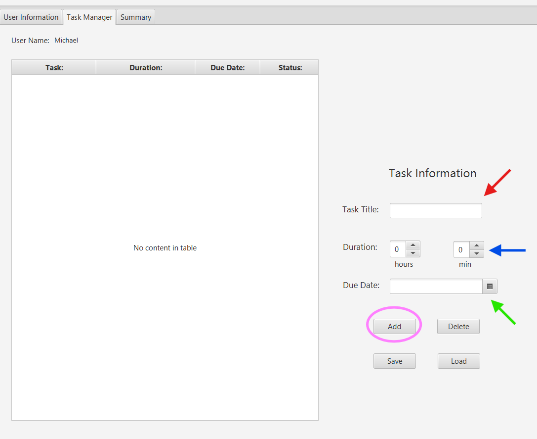 User Information Task Manager Summary
User Name: Michael
Task: Duration: Due Date: Status:
No content in table
Task Information
Task Title:
Duration: 0 0
hours min
Due Date:
Add Delete
Save Load